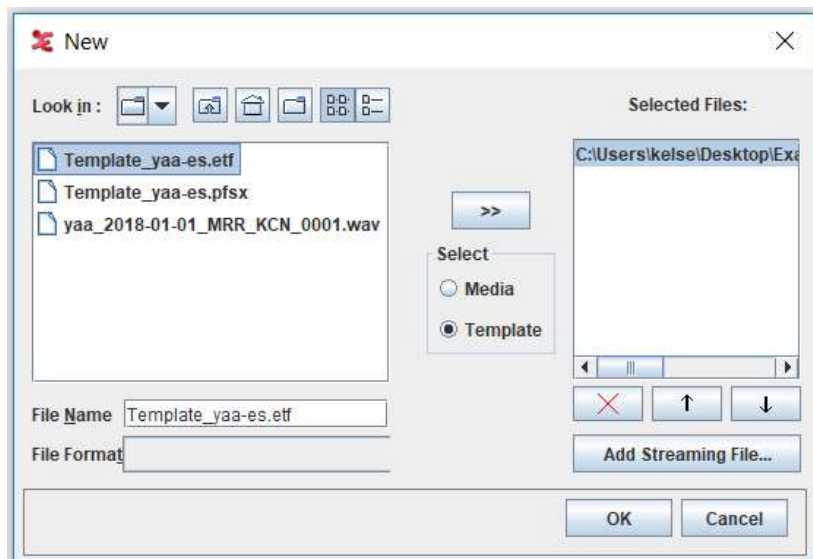 New
Look in :
Selected Files:
Template_yaa-es.etf
Template_yaa-es.pfsx
yaa_2018-01-01_MRR_KCN_0001.wav
>>
Select
Media
Template
C:\Users\kelse\Desktop\Exa
File Name Template_yaa-es.etf
File Format
Add Streaming File...
OK
Cancel